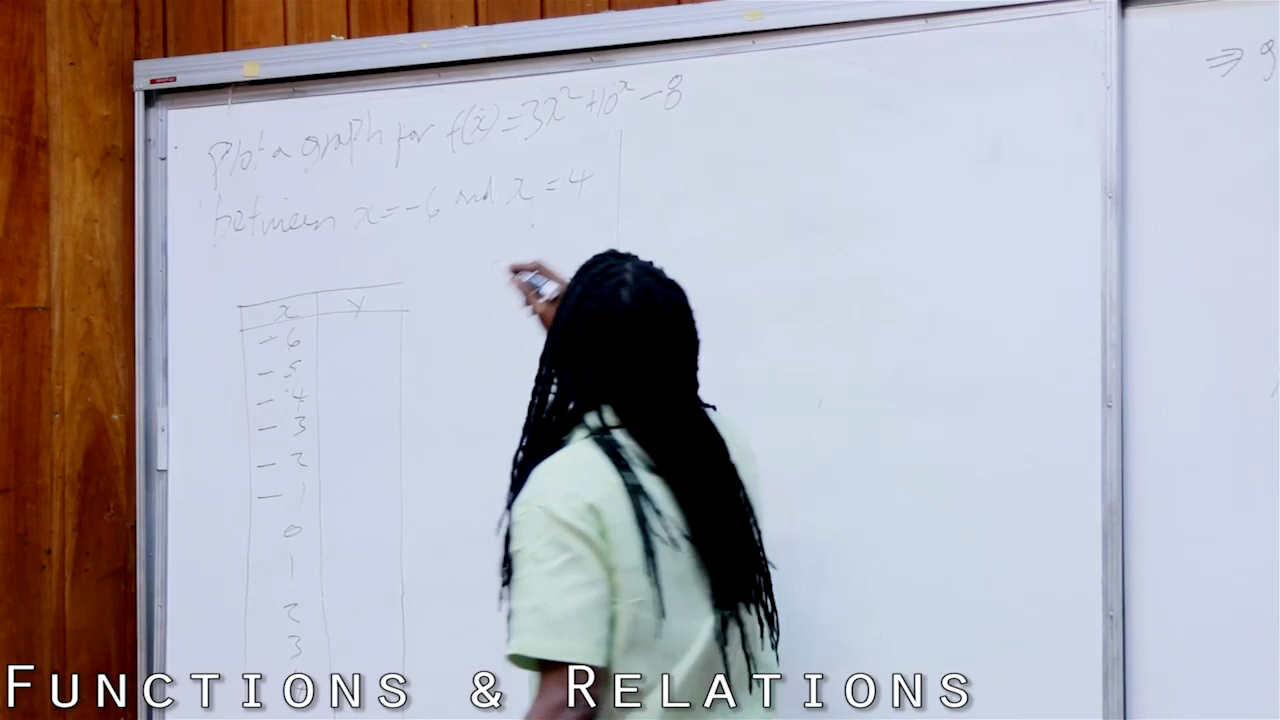 Plot a graph for f(x) = 3x² + 10x - 8
between x = -6 and x = 4
x y
-6
-5
-4
-3
-2
-1
0
1
2
3
⇒ g
FUNCTIONS & RELATIONS